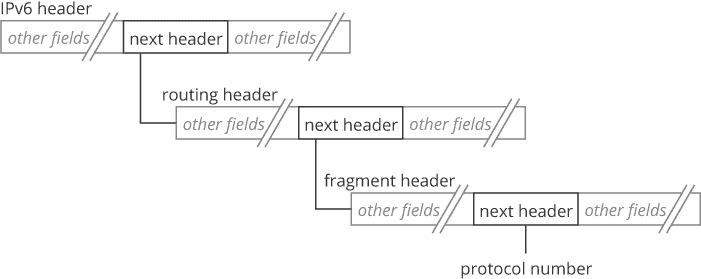 IPv6 header
other fields next header other fields
routing header
other fields next header other fields
fragment header
other fields next header other fields
protocol number